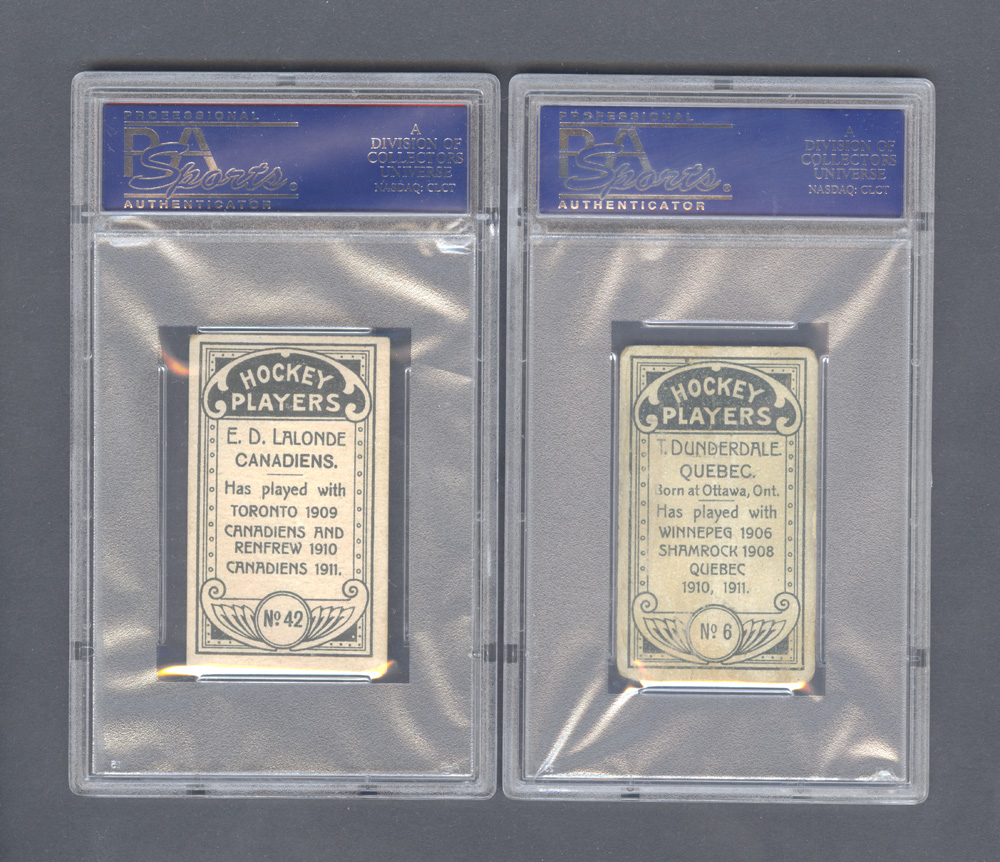 PROFESSIONAL
PSA
Sports®
AUTHENTICATOR
A
DIVISION OF
COLLECTORS
UNIVERSE
NASDAQ: CLCT
HOCKEY
PLAYERS
E. D. LALONDE
CANADIENS.
Has played with
TORONTO 1909
CANADIENS AND
RENFREW 1910
CANADIENS 1911.
Nº 42
PROFESSIONAL
PSA
Sports®
AUTHENTICATOR
A
DIVISION OF
COLLECTORS
UNIVERSE
NASDAQ: CLCT
HOCKEY
PLAYERS
T. DUNDERDALE.
QUEBEC.
Born at Ottawa, Ont.
Has played with
WINNEPEG 1906
SHAMROCK 1908
QUEBEC
1910, 1911.
Nº 6